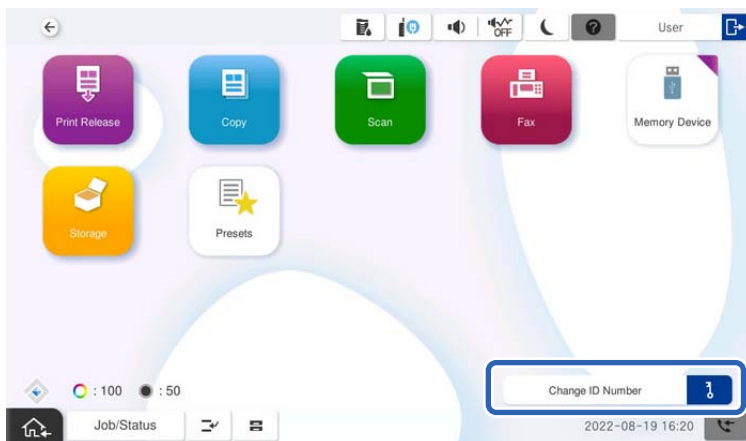 OFF
User
Print Release
Copy
Scan
Fax
Memory Device
Storage
Presets
: 100
: 50
Change ID Number
Job/Status
2022-08-19 16:20